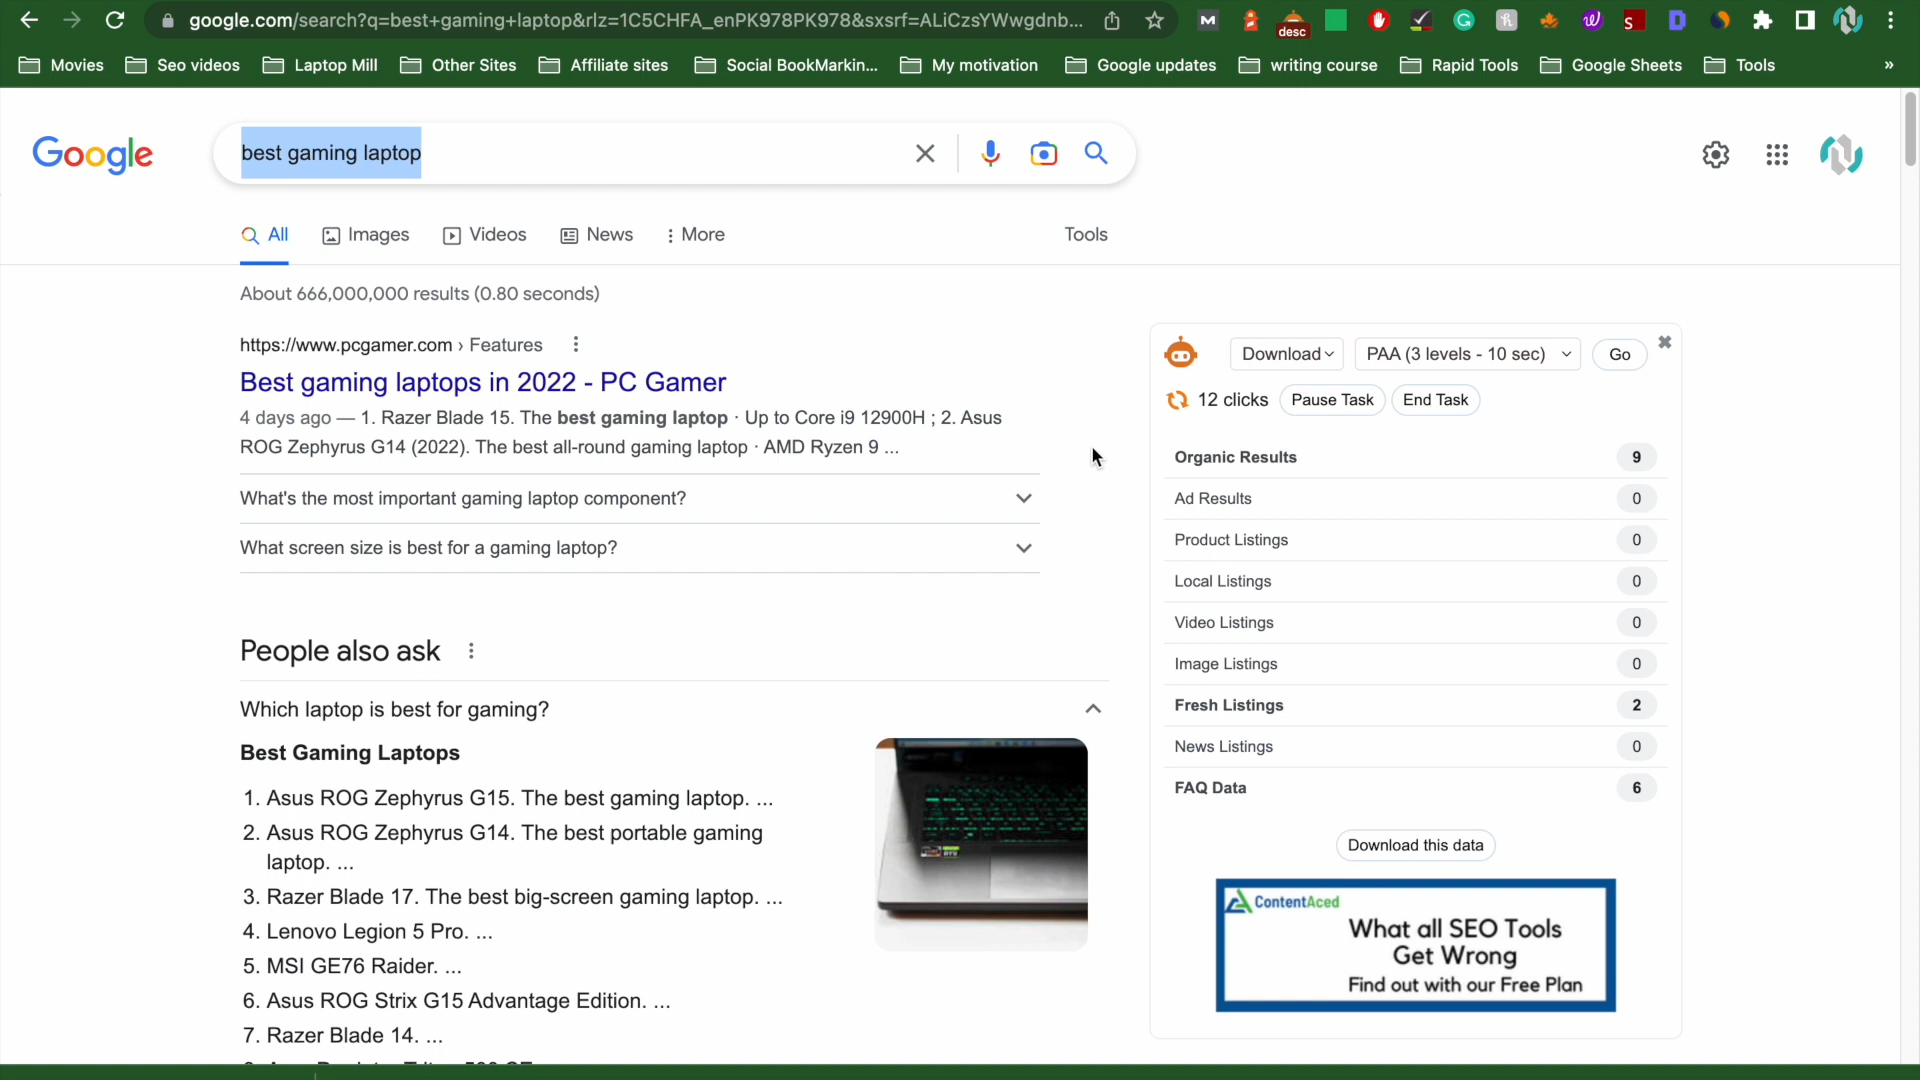 google.com/search?q=best+gaming+laptop&rlz=1C5CHFA_enPK978PK978&sxsrf=ALiCzsYWwgdnb...
desc
Movies Seo videos Laptop Mill Other Sites Affiliate sites Social BookMarkin... My motivation Google updates writing course Rapid Tools Google Sheets Tools »
Google
best gaming laptop
All Images Videos News More Tools
About 666,000,000 results (0.80 seconds)
https://www.pcgamer.com › Features
Best gaming laptops in 2022 - PC Gamer
4 days ago — 1. Razer Blade 15. The best gaming laptop · Up to Core i9 12900H ; 2. Asus
ROG Zephyrus G14 (2022). The best all-round gaming laptop · AMD Ryzen 9 ...
What's the most important gaming laptop component?
What screen size is best for a gaming laptop?
People also ask
Which laptop is best for gaming?
Best Gaming Laptops
1. Asus ROG Zephyrus G15. The best gaming laptop. ...
2. Asus ROG Zephyrus G14. The best portable gaming
laptop. ...
3. Razer Blade 17. The best big-screen gaming laptop. ...
4. Lenovo Legion 5 Pro. ...
5. MSI GE76 Raider. ...
6. Asus ROG Strix G15 Advantage Edition. ...
7. Razer Blade 14. ...
Download PAA (3 levels - 10 sec) Go
12 clicks Pause Task End Task
Organic Results 9
Ad Results 0
Product Listings 0
Local Listings 0
Video Listings 0
Image Listings 0
Fresh Listings 2
News Listings 0
FAQ Data 6
Download this data
ContentAced
What all SEO Tools
Get Wrong
Find out with our Free Plan